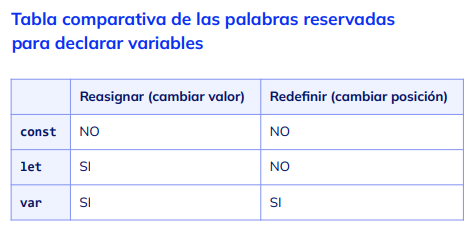 Tabla comparativa de las palabras reservadas
para declarar variables
Reasignar (cambiar valor) Redefinir (cambiar posición)
const NO NO
let SI NO
var SI SI